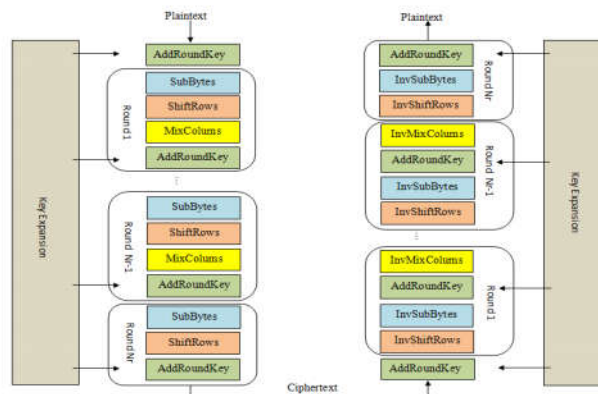 Plaintext
AddRoundKey
SubBytes
ShiftRows
MixColums
AddRoundKey
Round 1
...
SubBytes
ShiftRows
MixColums
AddRoundKey
Round Nr-1
SubBytes
ShiftRows
AddRoundKey
Round Nr
Key Expansion
Plaintext
AddRoundKey
InvSubBytes
InvShiftRows
Round Nr
InvMixColums
AddRoundKey
InvSubBytes
InvShiftRows
Round Nr-1
...
InvMixColums
AddRoundKey
InvSubBytes
InvShiftRows
Round 1
AddRoundKey
Key Expansion
Ciphertext